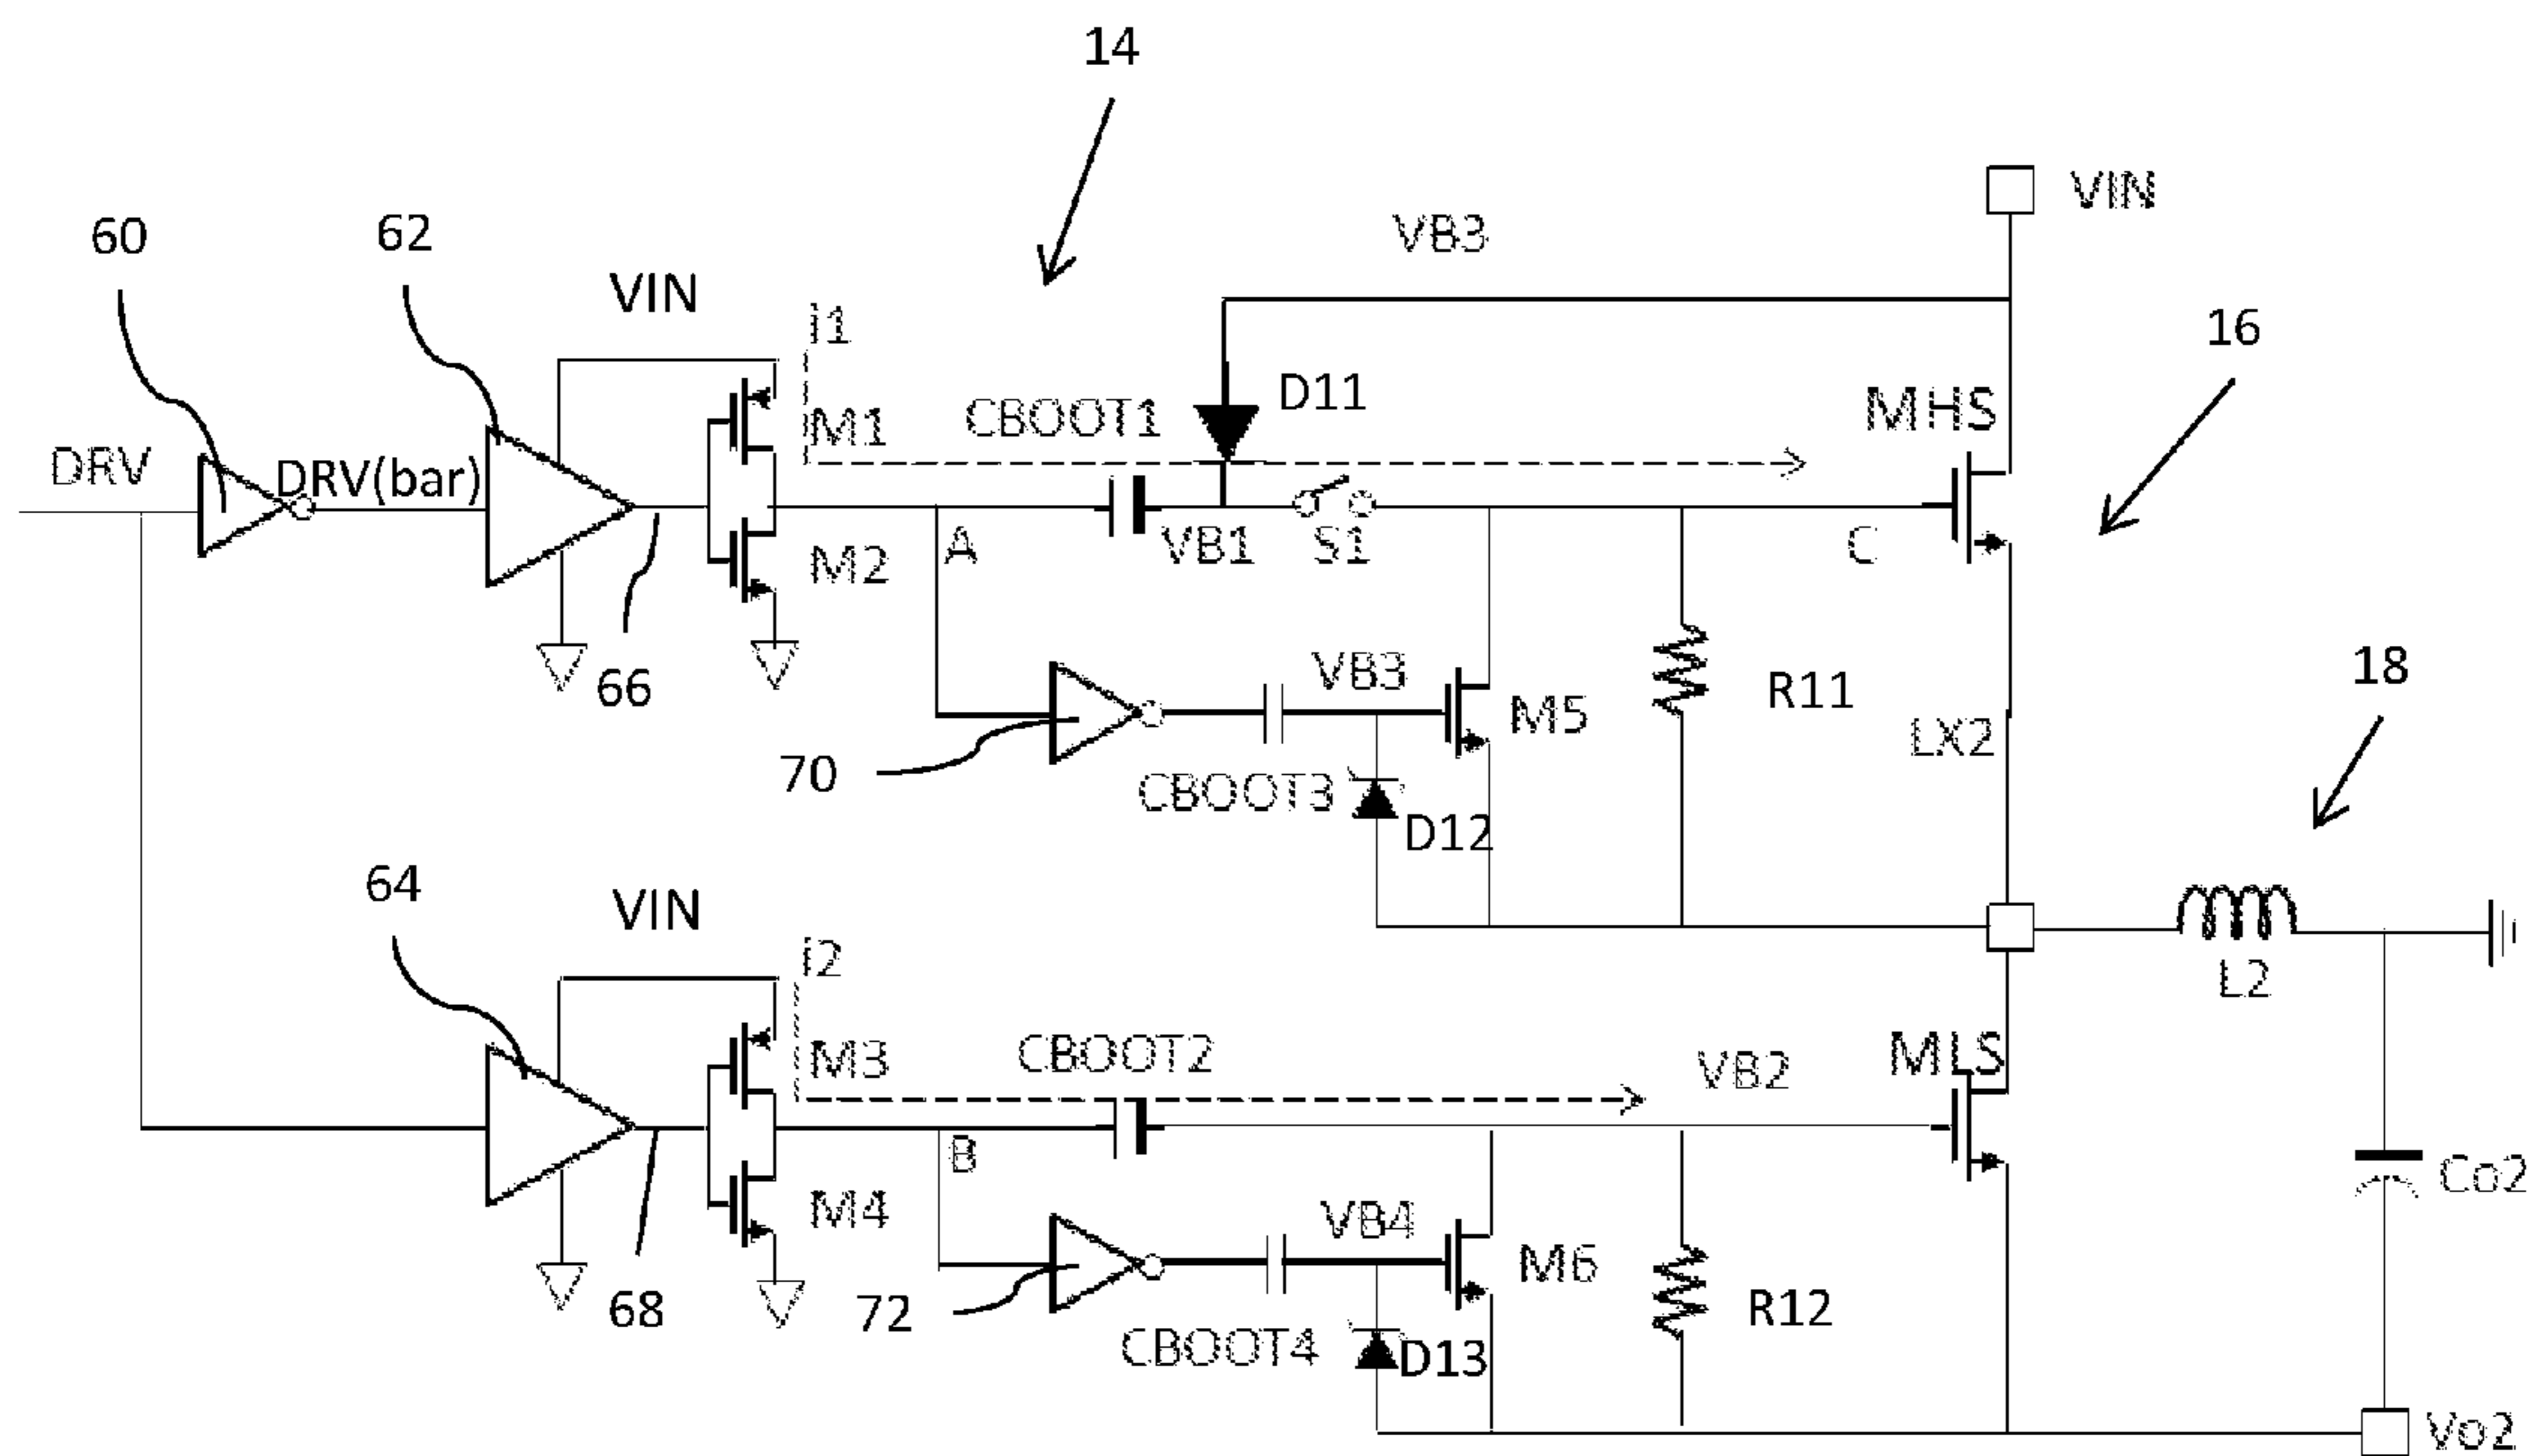 14
VIN
VB3
60
62
VIN
i1
16
D11
CBOOT1
MHS
M1
DRV
DRV(bar)
A
VB1
S1
C
M2
18
66
VB3
M5
R11
LX2
70
CBOOT3
D12
64
VIN
i2
L2
M3
CBOOT2
VB2
MLS
B
Co2
M4
VB4
M6
68
72
R12
CBOOT4
D13
Vo2